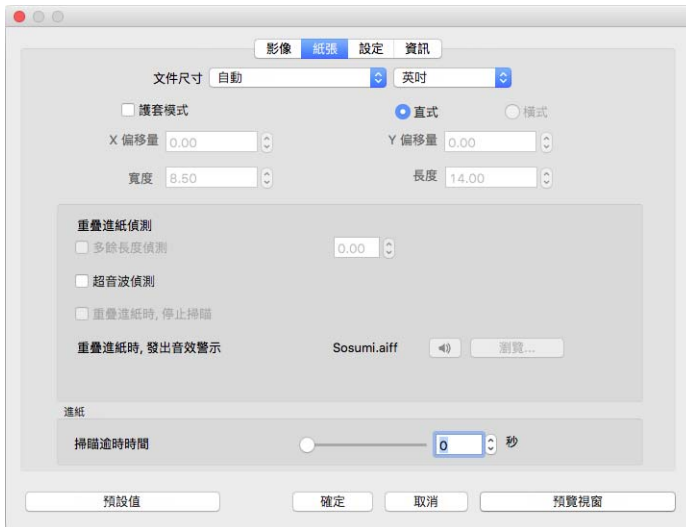 影像 紙張 設定 資訊
文件尺寸 自動 英吋
護套模式 直式 橫式
X 偏移量 0.00 Y 偏移量 0.00
寬度 8.50 長度 14.00
重疊進紙偵測
多餘長度偵測 0.00
超音波偵測
重疊進紙時, 停止掃瞄
重疊進紙時, 發出音效警示 Sosumi.aiff 瀏覽...
進紙
掃瞄逾時時間 0 秒
預設值 確定 取消 預覽視窗